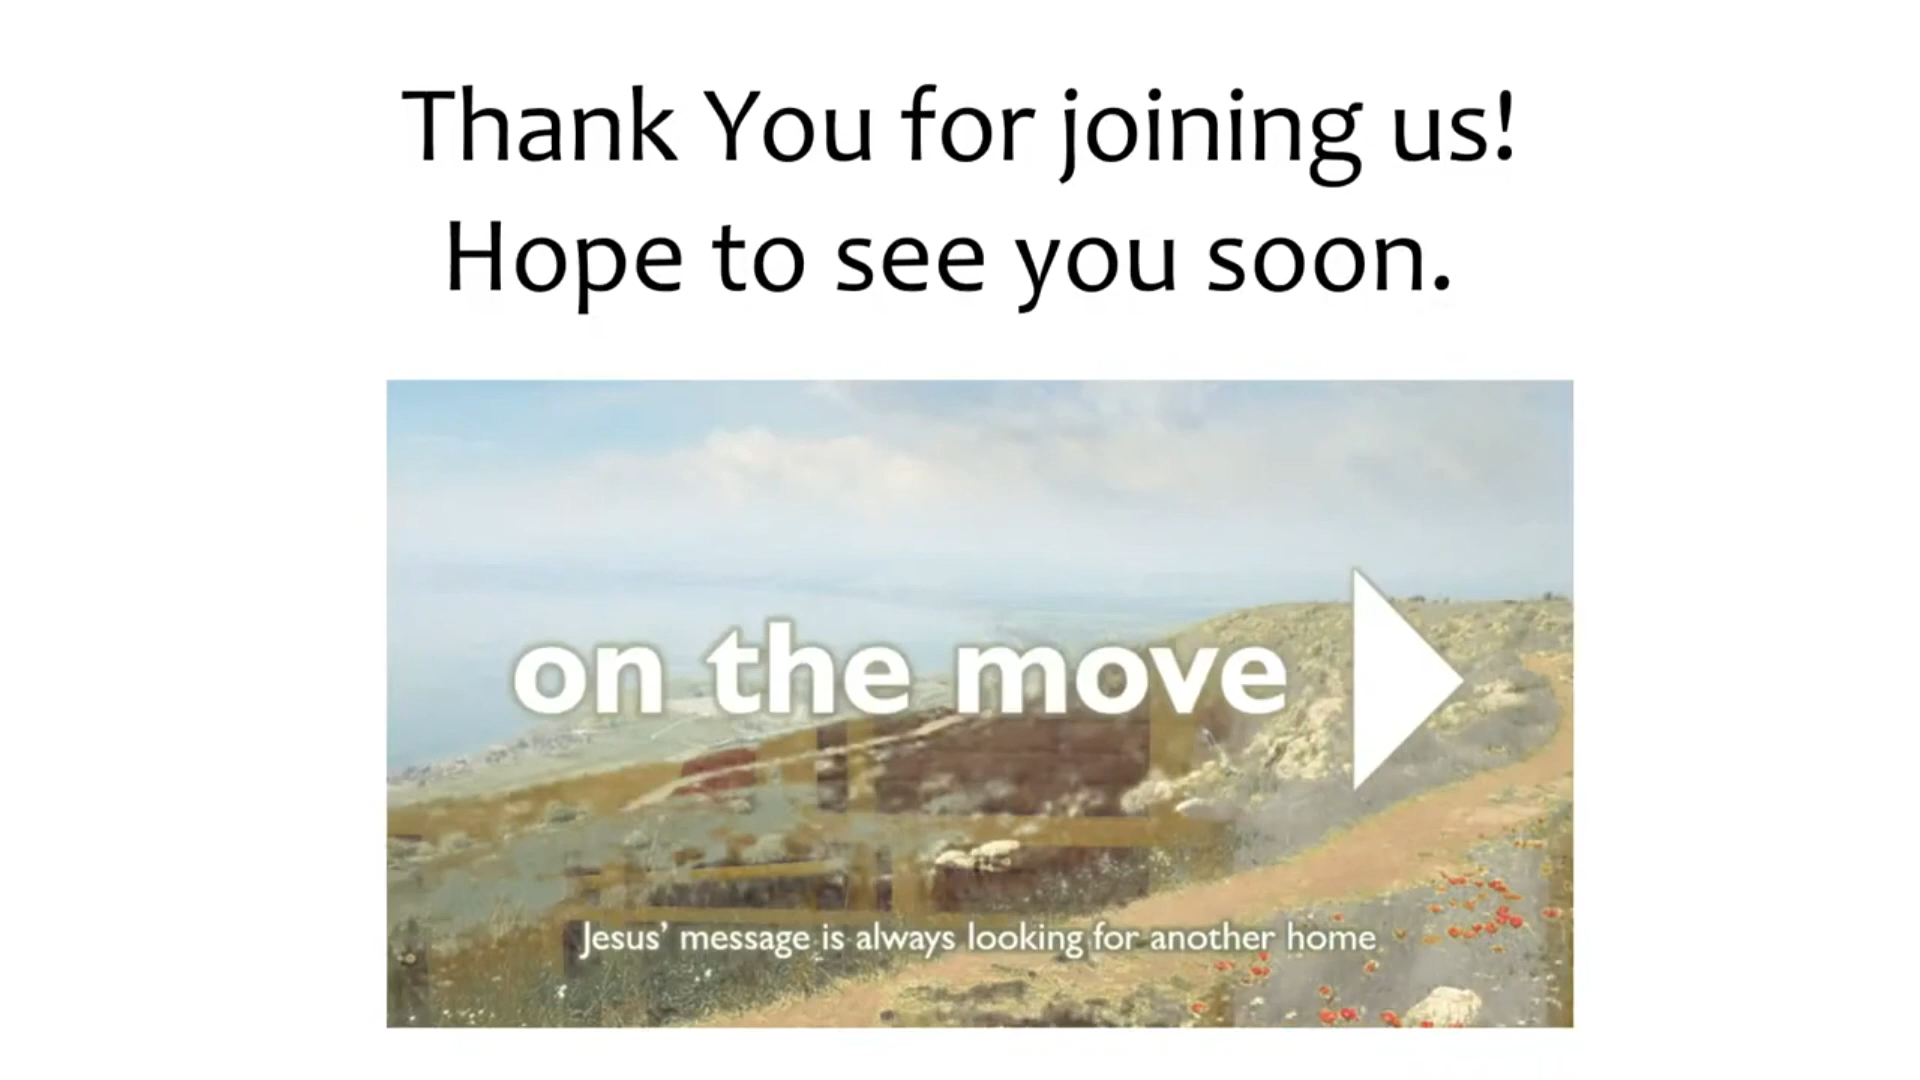 Thank You for joining us!
Hope to see you soon.
on the move
Jesus’ message is always looking for another home